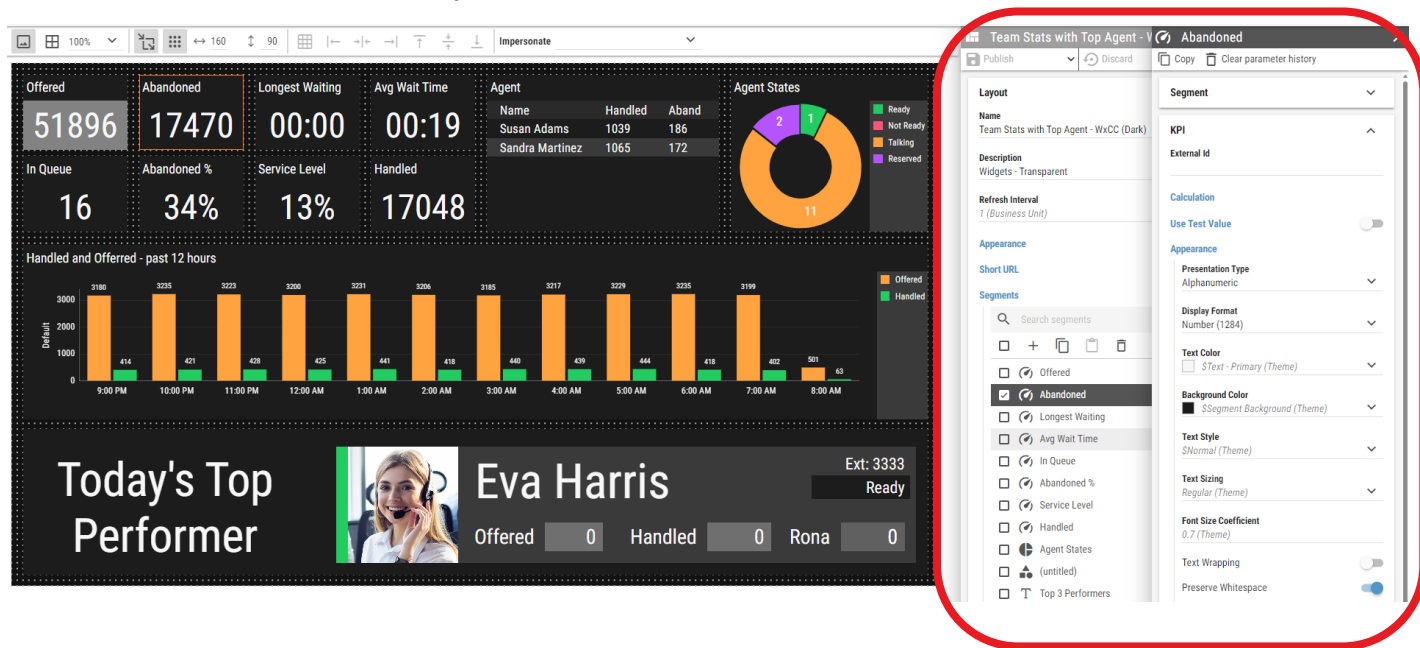 100%
160
90
Impersonate
Offered
51896
Abandoned
17470
Longest Waiting
00:00
Avg Wait Time
00:19
In Queue
16
Abandoned %
34%
Service Level
13%
Handled
17048
Agent
Name Handled Aband
Susan Adams 1039 186
Sandra Martinez 1065 172
Agent States
2
1
11
Ready
Not Ready
Talking
Reserved
Handled and Offerred - past 12 hours
Default
3000
2000
1000
0
3180 414
3235 421
3223 428
3200 425
3231 441
3206 418
3185 440
3217 439
3229 444
3235 418
3199 402
501 63
9:00 PM 10:00 PM 11:00 PM 12:00 AM 1:00 AM 2:00 AM 3:00 AM 4:00 AM 5:00 AM 6:00 AM 7:00 AM 8:00 AM
Offered
Handled
Today's Top
Performer
Eva Harris
Ext: 3333
Ready
Offered 0 Handled 0 Rona 0
Team Stats with Top Agent - W
Publish Discard
Layout
Name
Team Stats with Top Agent - WxCC (Dark)
Description
Widgets - Transparent
Refresh Interval
1 (Business Unit)
Appearance
Short URL
Segments
Search segments
Offered
Abandoned
Longest Waiting
Avg Wait Time
In Queue
Abandoned %
Service Level
Handled
Agent States
(untitled)
Top 3 Performers
Abandoned
Copy Clear parameter history
Segment
KPI
External Id
Calculation
Use Test Value
Appearance
Presentation Type
Alphanumeric
Display Format
Number (1284)
Text Color
$Text - Primary (Theme)
Background Color
$Segment Background (Theme)
Text Style
$Normal (Theme)
Text Sizing
Regular (Theme)
Font Size Coefficient
0.7 (Theme)
Text Wrapping
Preserve Whitespace